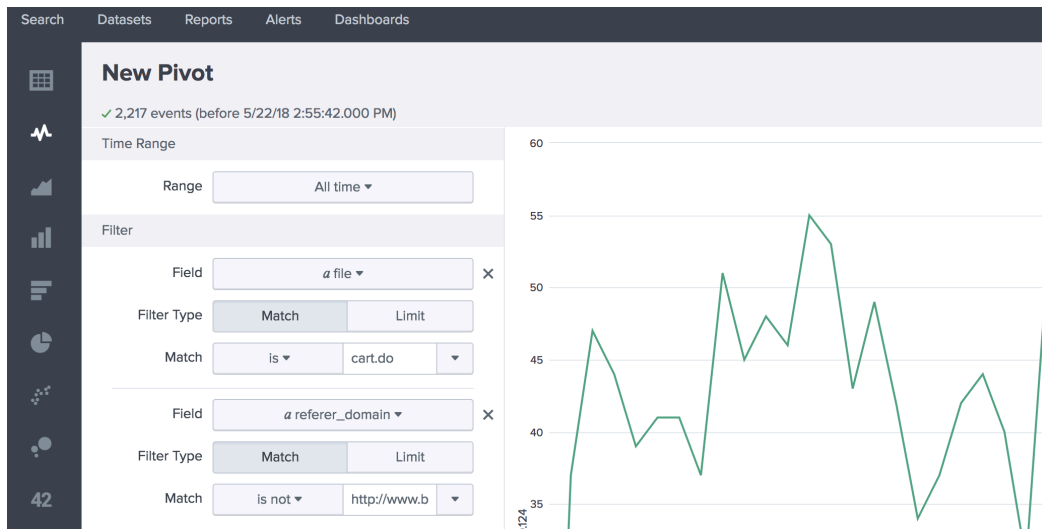 Search Datasets Reports Alerts Dashboards
New Pivot
✓ 2,217 events (before 5/22/18 2:55:42.000 PM)
Time Range
Range All time ▾
Filter
Field a file ▾ ✕
Filter Type Match Limit
Match is ▾ cart.do ▾
Field a referer_domain ▾ ✕
Filter Type Match Limit
Match is not ▾ http://www.b ▾
42
60
55
50
45
40
35
.124